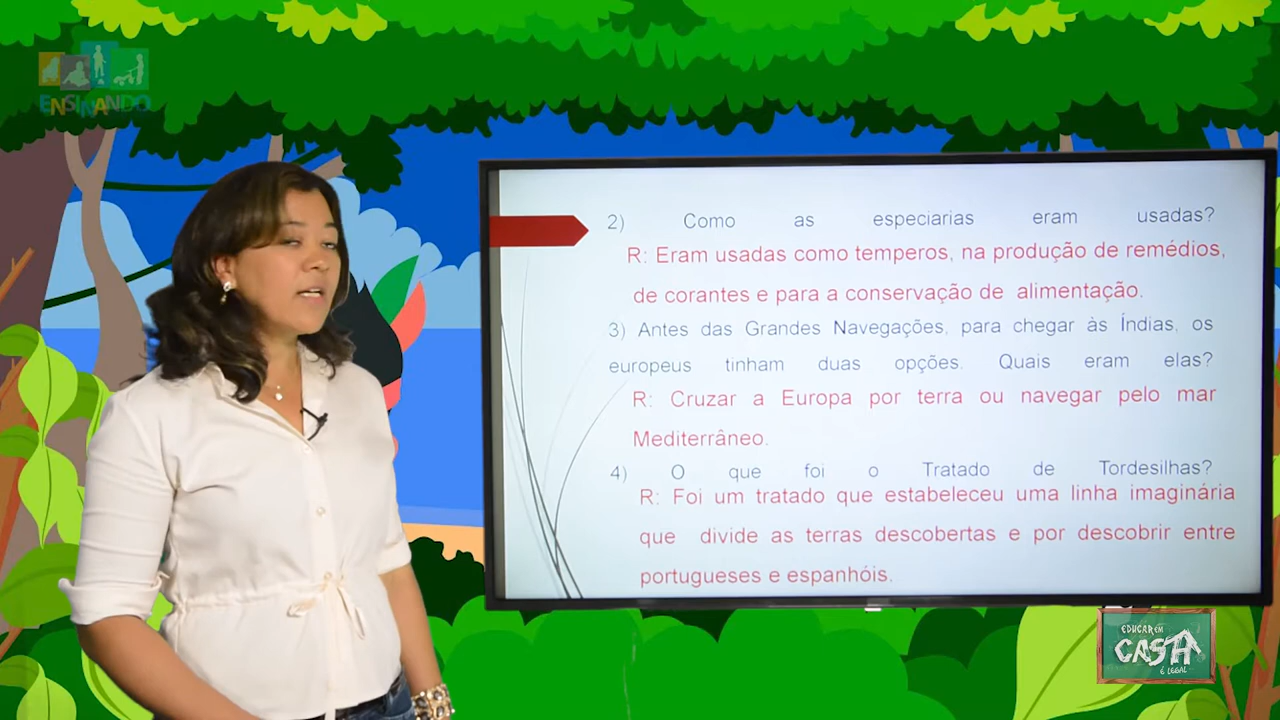 ENSINANDO
2) Como as especiarias eram usadas?
R: Eram usadas como temperos, na produção de remédios,
de corantes e para a conservação de alimentação.
3) Antes das Grandes Navegações, para chegar às Índias, os
europeus tinham duas opções. Quais eram elas?
R: Cruzar a Europa por terra ou navegar pelo mar
Mediterrâneo.
4) O que foi o Tratado de Tordesilhas?
R: Foi um tratado que estabeleceu uma linha imaginária
que divide as terras descobertas e por descobrir entre
portugueses e espanhóis.
EDUCAR EM
CASA
É LEGAL